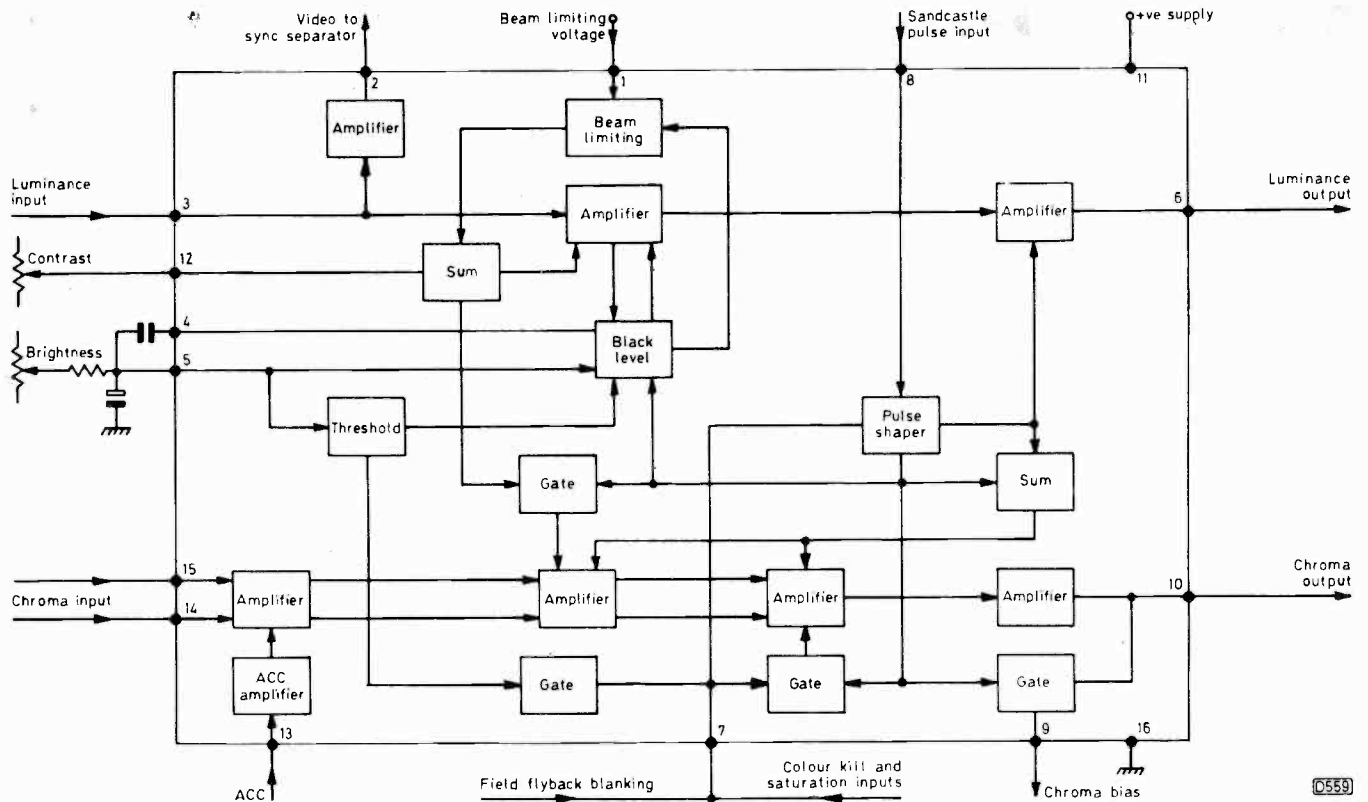 Video to
sync separator
Beam limiting
voltage
Sandcastle
pulse input
+ve supply
2
1
8
11
Amplifier
Beam
limiting
Luminance
input
3
Amplifier
Amplifier
6
Luminance
output
Contrast
12
Sum
4
Brightness
5
Black
level
Threshold
Pulse
shaper
Gate
Sum
15
Chroma input
14
Amplifier
Amplifier
Amplifier
Amplifier
10
Chroma
output
ACC
amplifier
Gate
Gate
Gate
13
7
9
16
ACC
Field flyback blanking
Colour kill and
saturation inputs
Chroma bias
D559